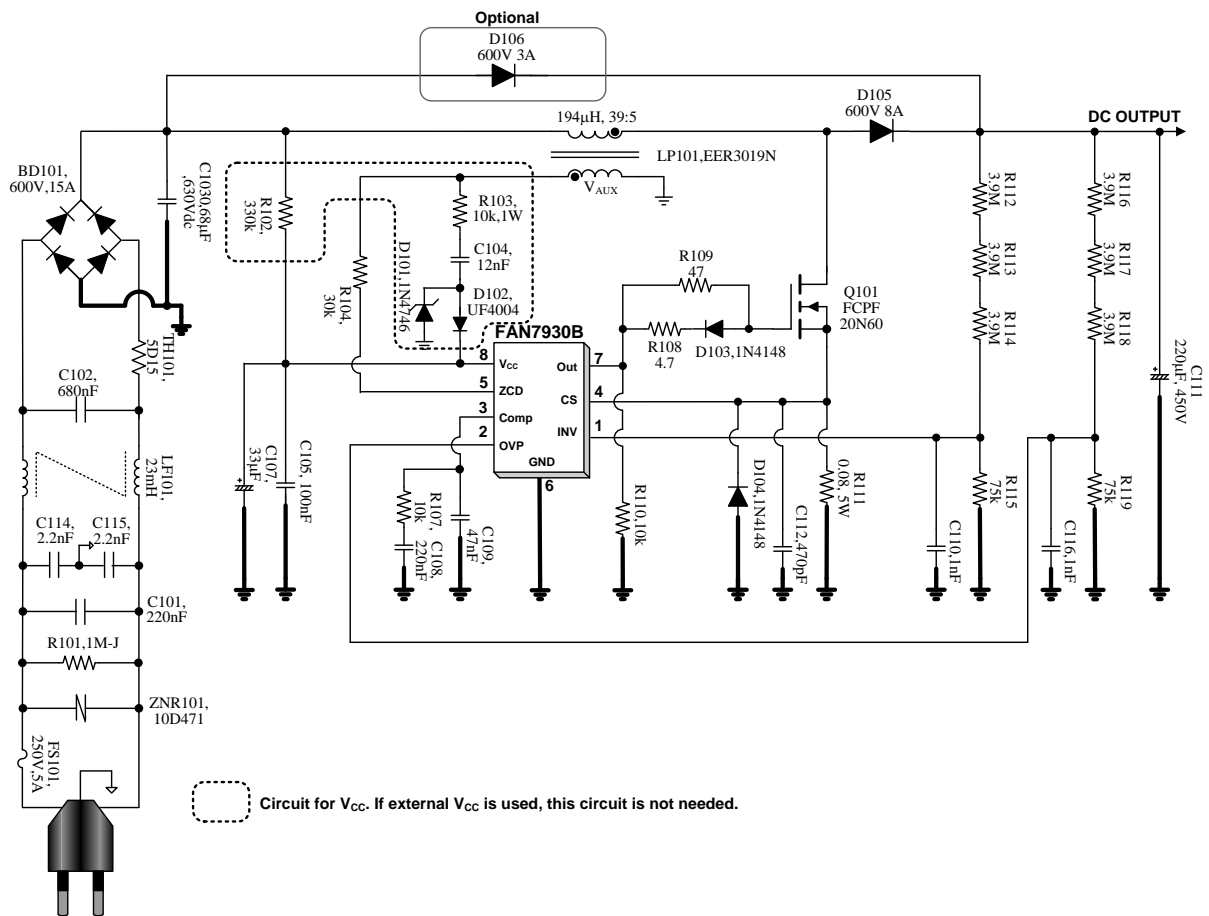 Optional
D106
600V 3A
D105
600V 8A
DC OUTPUT
194µH, 39:5
LP101,EER3019N
V_AUX
BD101,
600V,15A
C1030,68µF
,630Vdc
R102,
330k
R103,
10k,1W
C104,
12nF
D101,1N4746
D102,
UF4004
R104,
30k
R109
47
R108
4.7
D103,1N4148
Q101
FCPF
20N60
R112
3.9M
R113
3.9M
R114
3.9M
R116
3.9M
R117
3.9M
R118
3.9M
C111
220µF, 450V
TH101,
5D15
C102,
680nF
FAN7930B
8
V_CC
Out
7
5
ZCD
CS
4
3
Comp
INV
1
2
OVP
GND
6
LF101,
23mH
C107,
33µF
C105, 100nF
R107,
10k
C108,
220nF
C109,
47nF
R110,10k
D104,1N4148
C112,470pF
R111
0.08, 5W
C110,1nF
R115
75k
C116,1nF
R119
75k
C114,
2.2nF
C115,
2.2nF
C101,
220nF
R101,1M-J
ZNR101,
10D471
FS101,
250V,5A
Circuit for V_CC. If external V_CC is used, this circuit is not needed.